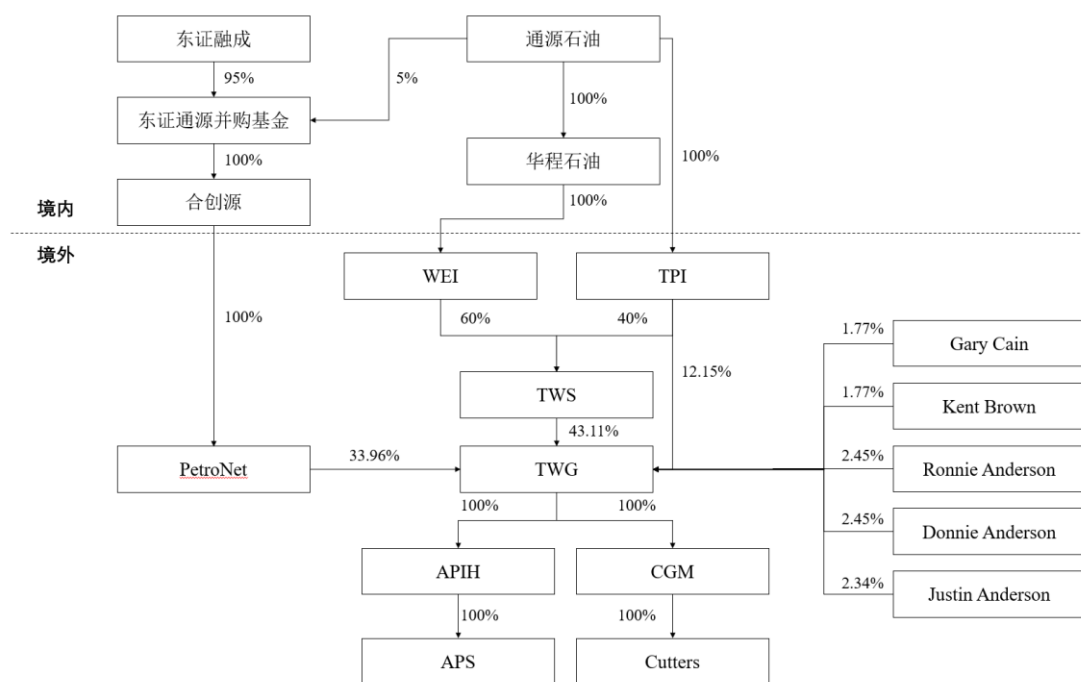 东证融成
通源石油
95%
5%
100%
东证通源并购基金
100%
华程石油
100%
合创源
100%
境内
境外
WEI
TPI
100%
60%
40%
1.77%
Gary Cain
12.15%
TWS
1.77%
Kent Brown
43.11%
PetroNet
33.96%
TWG
2.45%
Ronnie Anderson
100%
100%
2.45%
Donnie Anderson
APIH
CGM
2.34%
Justin Anderson
100%
100%
APS
Cutters